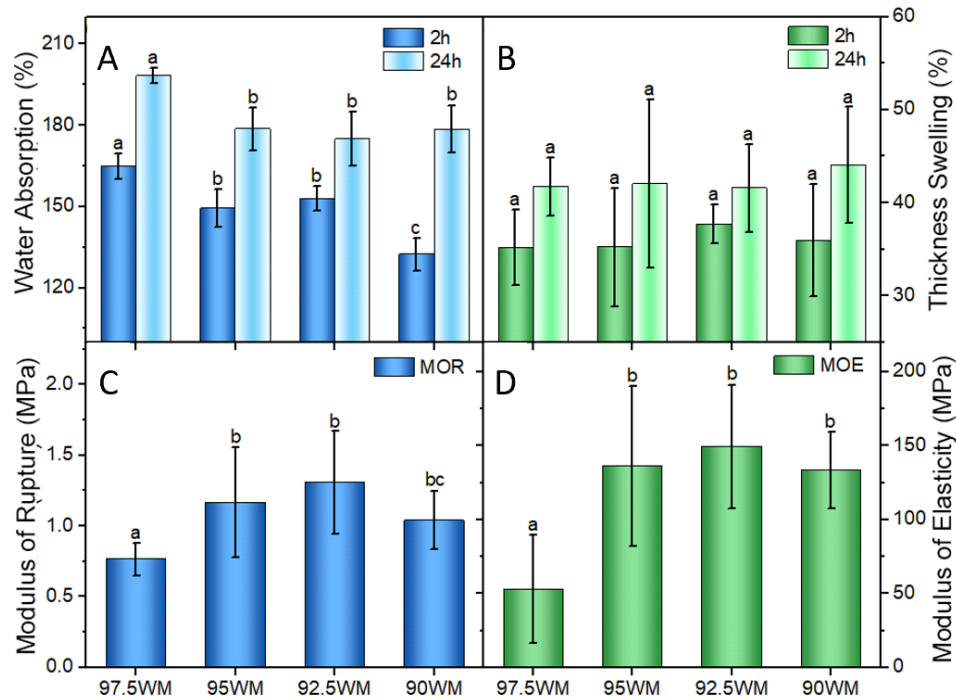 A
2h
24h
Water Absorption (%)
210
180
150
120
a
a
b
b
b
b
c
b
B
2h
24h
Thickness Swelling (%)
60
50
40
30
a
a
a
a
a
a
a
a
C
MOR
Modulus of Rupture (MPa)
2.0
1.5
1.0
0.5
0.0
a
b
b
bc
97.5WM 95WM 92.5WM 90WM
D
MOE
Modulus of Elasticity (MPa)
200
150
100
50
0
a
b
b
b
97.5WM 95WM 92.5WM 90WM